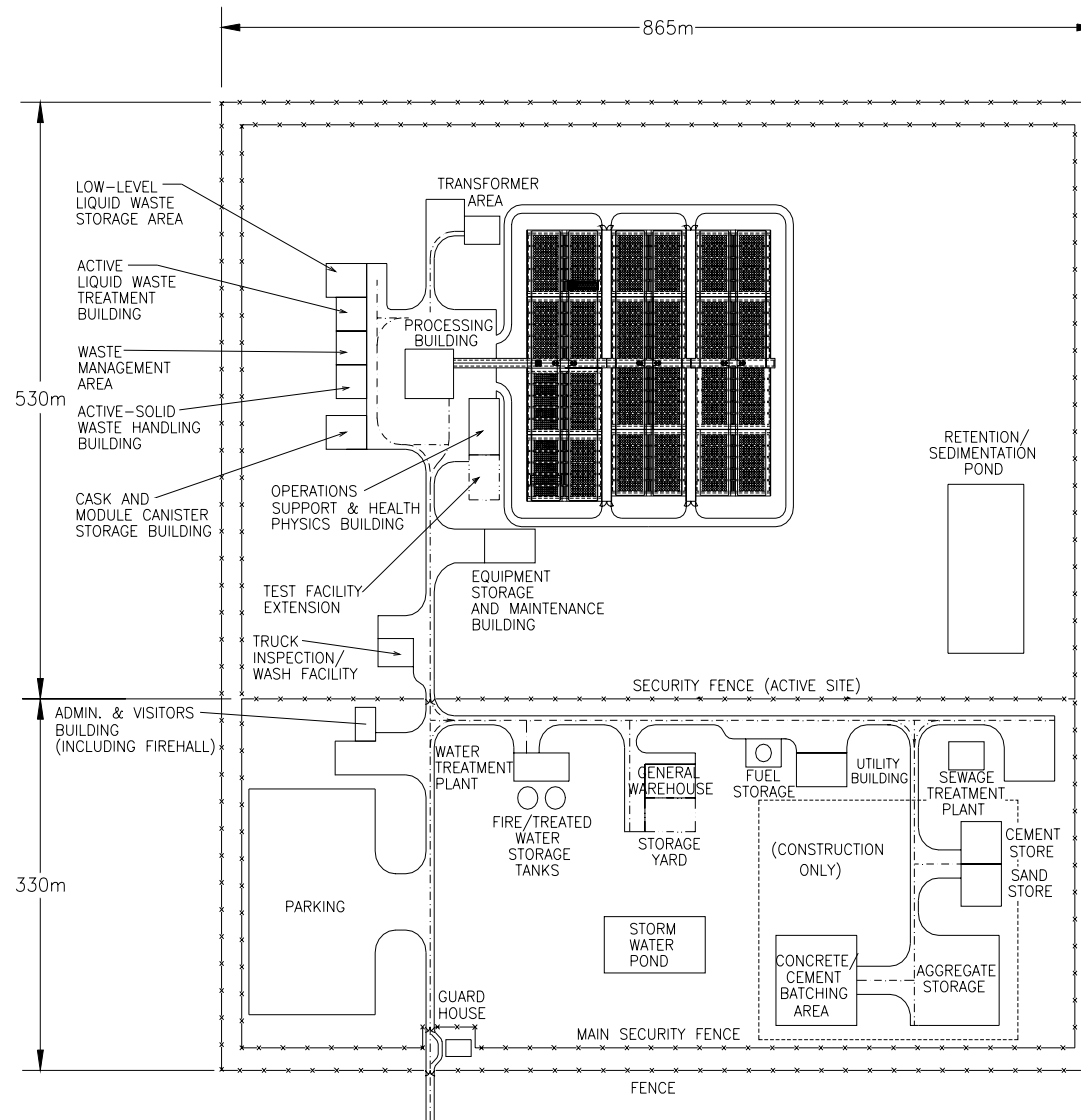 865m
LOW-LEVEL
LIQUID WASTE
STORAGE AREA
TRANSFORMER
AREA
ACTIVE
LIQUID WASTE
TREATMENT
BUILDING
PROCESSING
BUILDING
WASTE
MANAGEMENT
AREA
530m
ACTIVE-SOLID
WASTE HANDLING
BUILDING
RETENTION/
SEDIMENTATION
POND
CASK AND
MODULE CANISTER
STORAGE BUILDING
OPERATIONS
SUPPORT & HEALTH
PHYSICS BUILDING
TEST FACILITY
EXTENSION
EQUIPMENT
STORAGE
AND MAINTENANCE
BUILDING
TRUCK
INSPECTION/
WASH FACILITY
SECURITY FENCE (ACTIVE SITE)
ADMIN. & VISITORS
BUILDING
(INCLUDING FIREHALL)
WATER
TREATMENT
PLANT
GENERAL
WAREHOUSE
FUEL
STORAGE
UTILITY
BUILDING
SEWAGE
TREATMENT
PLANT
FIRE/TREATED
WATER
STORAGE
TANKS
STORAGE
YARD
(CONSTRUCTION
ONLY)
CEMENT
STORE
SAND
STORE
330m
PARKING
STORM
WATER
POND
CONCRETE/
CEMENT
BATCHING
AREA
AGGREGATE
STORAGE
GUARD
HOUSE
MAIN SECURITY FENCE
FENCE